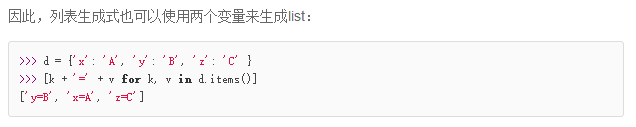 因此，列表生成式也可以使用两个变量来生成list：
>>> d = {'x': 'A', 'y': 'B', 'z': 'C' }
>>> [k + '=' + v for k, v in d.items()]
['y=B', 'x=A', 'z=C']